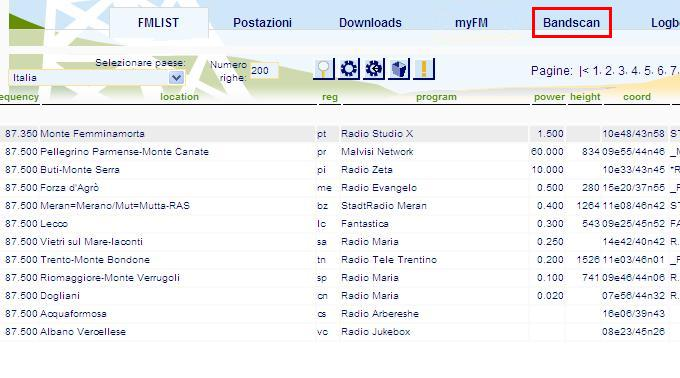 FMLIST Postazioni Downloads myFM Bandscan Logb
Selezionare paese: Italia
Numero righe: 200
Pagine: |< 1. 2. 3. 4. 5. 6. 7.
equency location reg program power height coord
87.350 Monte Femminamorta pt Radio Studio X 1.500 10e48/43n58 ST
87.500 Pellegrino Parmense-Monte Canate pr Malvisi Network 60.000 834 09e55/44n46 _M
87.500 Buti-Monte Serra pi Radio Zeta 10.000 10e33/43n45 *R
87.500 Forza d'Agrò me Radio Evangelo 0.500 280 15e20/37n55 _
87.500 Meran=Merano/Mut=Mutta-RAS bz StadtRadio Meran 0.400 1264 11e08/46n42 S
87.500 Lecco lc Fantastica 0.300 543 09e25/45n52 FA
87.500 Vietri sul Mare-Iaconti sa Radio Maria 0.250 14e42/40n42 R.
87.500 Trento-Monte Bondone tn Radio Tele Trentino 0.200 1526 11e03/46n01 _F
87.500 Riomaggiore-Monte Verrugoli sp Radio Maria 0.100 741 09e46/44n06 R.
87.500 Dogliani cn Radio Maria 0.020 07e56/44n32 R.
87.500 Acquaformosa cs Radio Arbereshe 16e06/39n43
87.500 Albano Vercellese vc Radio Jukebox 08e23/45n26